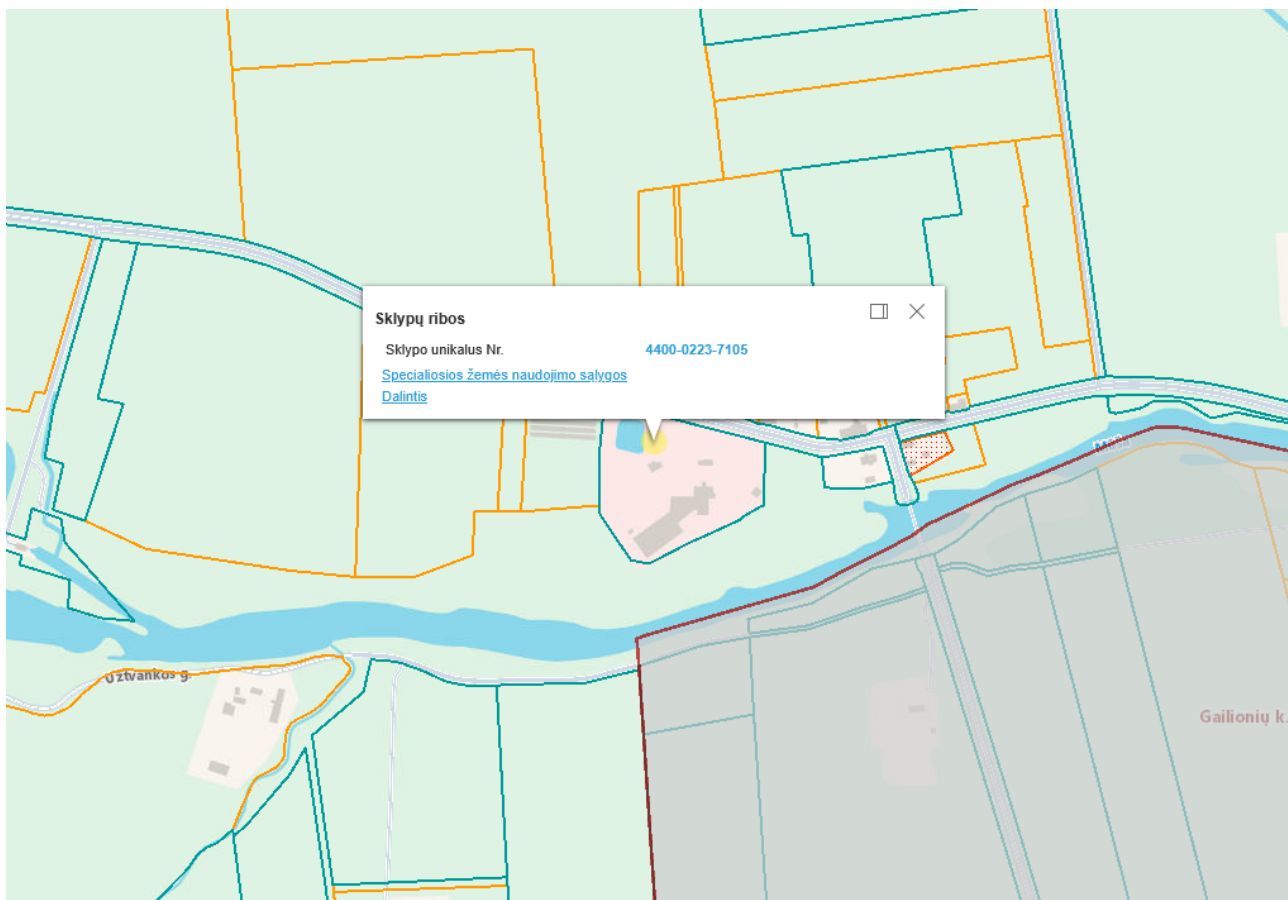 Sklypų ribos
Sklypo unikalus Nr. 4400-0223-7105
Specialiosios žemės naudojimo sąlygos
Dalintis
Užtvankos g.
Gailionių k.